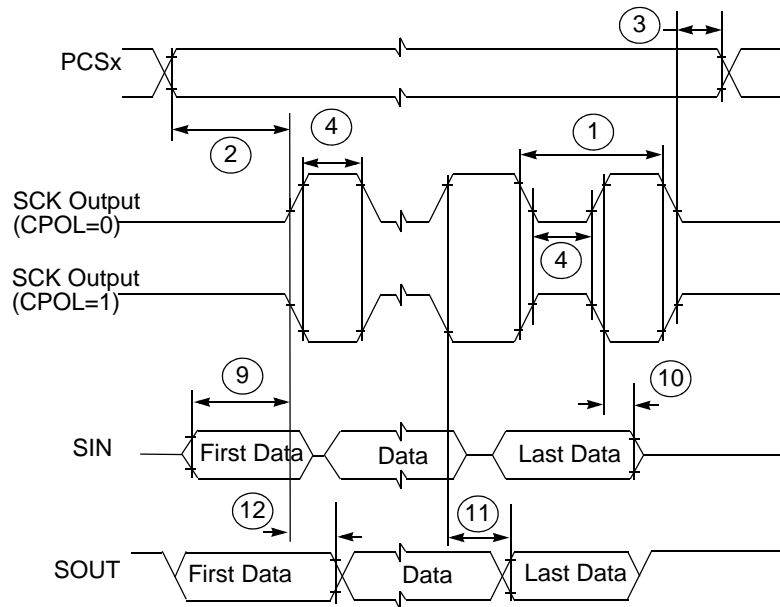 3
PCSx
2
4
1
SCK Output
(CPOL=0)
4
SCK Output
(CPOL=1)
9
10
SIN
First Data
Data
Last Data
12
11
SOUT
First Data
Data
Last Data